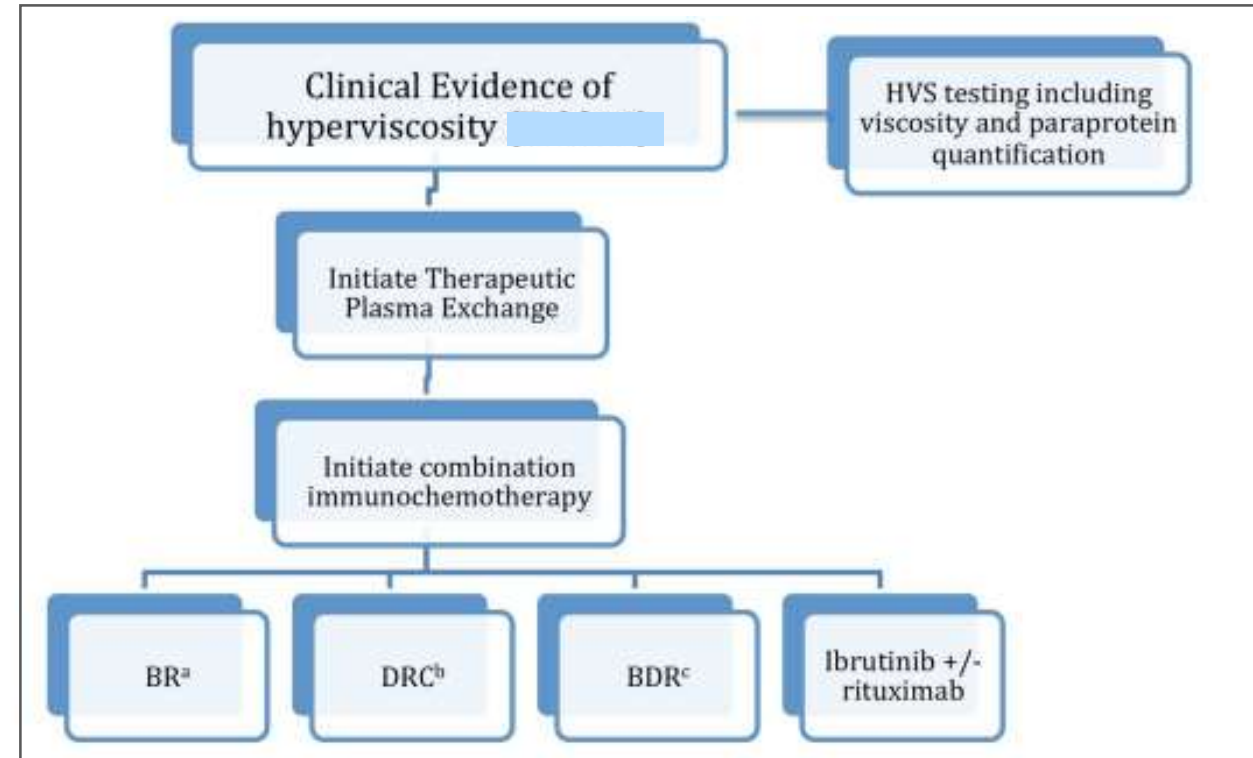 Clinical Evidence of
hyperviscosity
HVS testing including
viscosity and paraprotein
quantification
Initiate Therapeutic
Plasma Exchange
Initiate combination
immunochemotherapy
BRᵃ
DRCᵇ
BDRᶜ
Ibrutinib +/-
rituximab